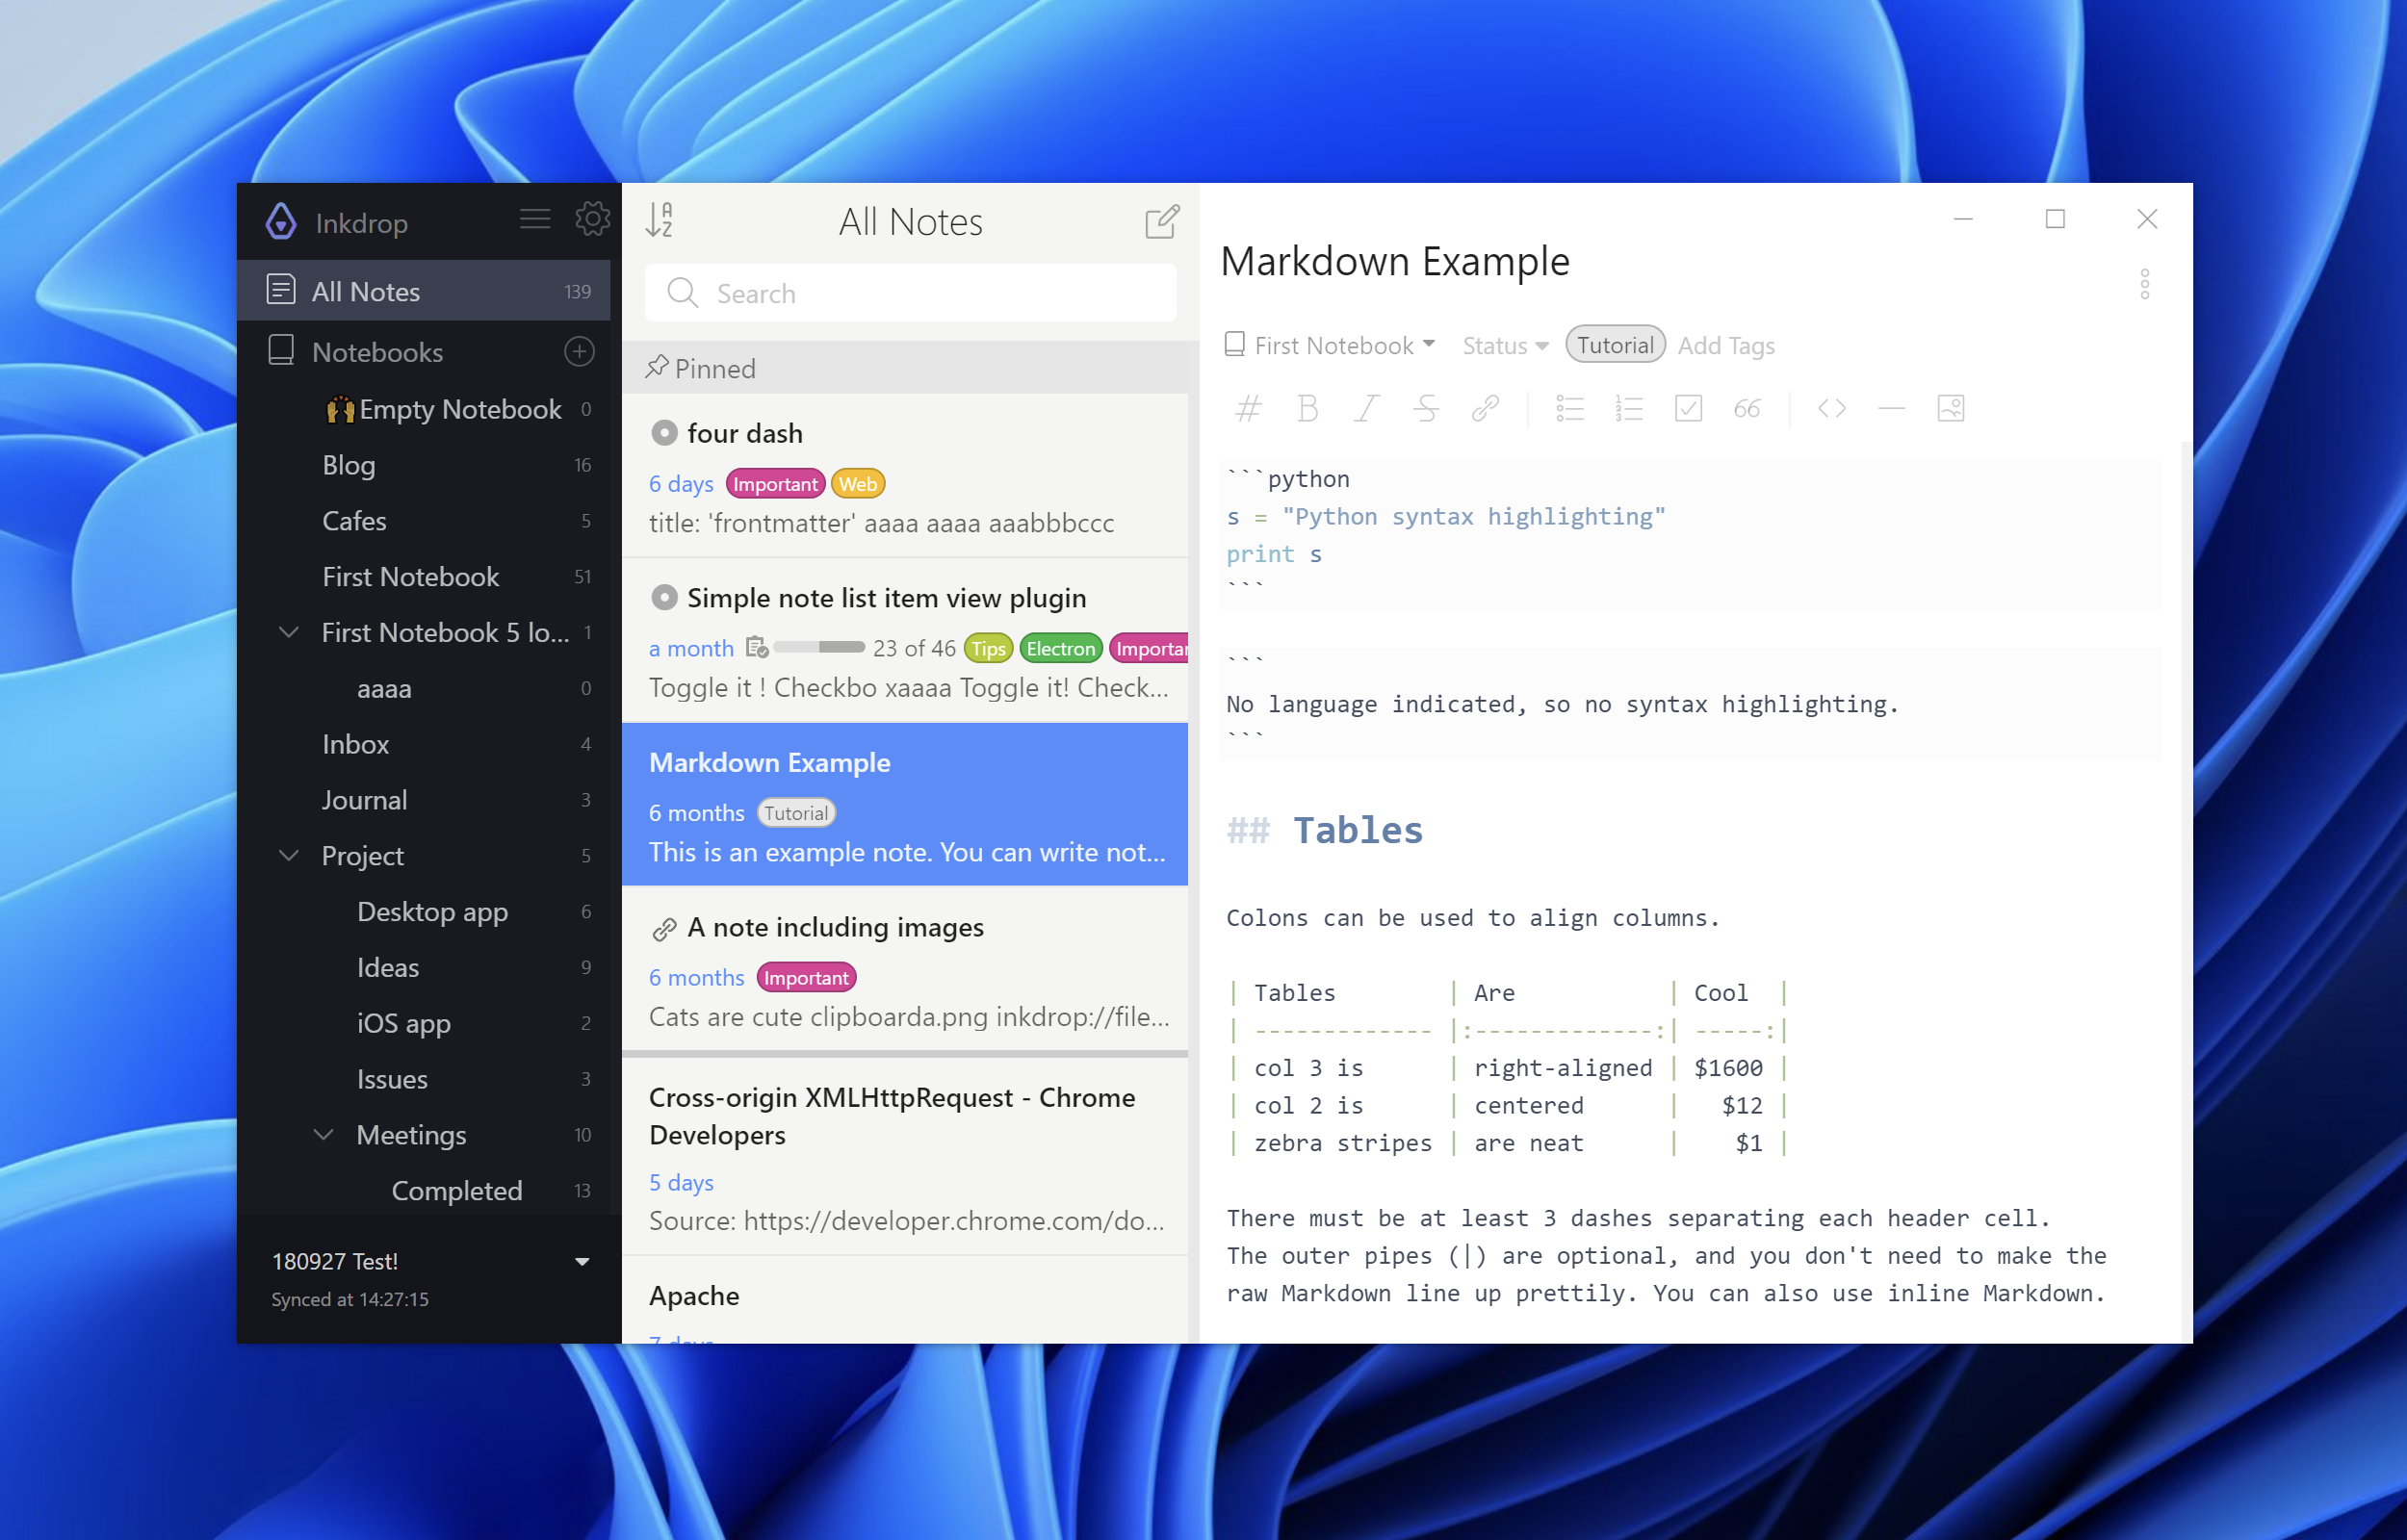 Inkdrop
All Notes 139
Notebooks
Empty Notebook 0
Blog 16
Cafes 5
First Notebook 51
First Notebook 5 lo... 1
aaaa 0
Inbox 4
Journal 3
Project 5
Desktop app 6
Ideas 9
iOS app 2
Issues 3
Meetings 10
Completed 13
180927 Test!
Synced at 14:27:15
All Notes
Search
Pinned
four dash
6 days Important Web
title: 'frontmatter' aaaa aaaa aaabbbccc
Simple note list item view plugin
a month 23 of 46 Tips Electron Importan
Toggle it ! Checkbo xaaaa Toggle it! Check...
Markdown Example
6 months Tutorial
This is an example note. You can write not...
A note including images
6 months Important
Cats are cute clipboarda.png inkdrop://file...
Cross-origin XMLHttpRequest - Chrome
Developers
5 days
Source: https://developer.chrome.com/do...
Apache
7 days
Markdown Example
First Notebook Status Tutorial Add Tags
```python
s = "Python syntax highlighting"
print s
```
```
No language indicated, so no syntax highlighting.
```
## Tables
Colons can be used to align columns.
| Tables        | Are           | Cool  |
| ------------- |:-------------:| -----:|
| col 3 is      | right-aligned | $1600 |
| col 2 is      | centered      |   $12 |
| zebra stripes | are neat      |    $1 |
There must be at least 3 dashes separating each header cell.
The outer pipes (|) are optional, and you don't need to make the
raw Markdown line up prettily. You can also use inline Markdown.